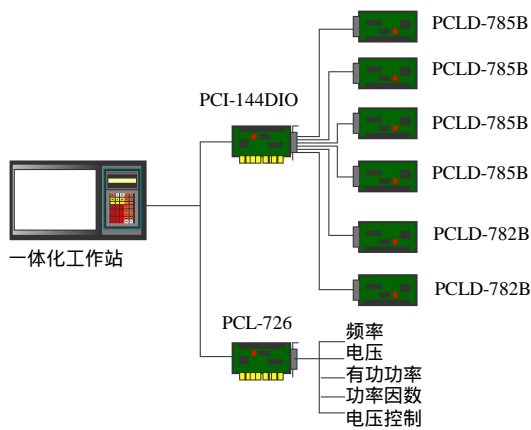 PCLD-785B
PCLD-785B
PCI-144DIO
PCLD-785B
PCLD-785B
一体化工作站
PCLD-782B
PCLD-782B
PCL-726
频率
电压
有功功率
功率因数
电压控制